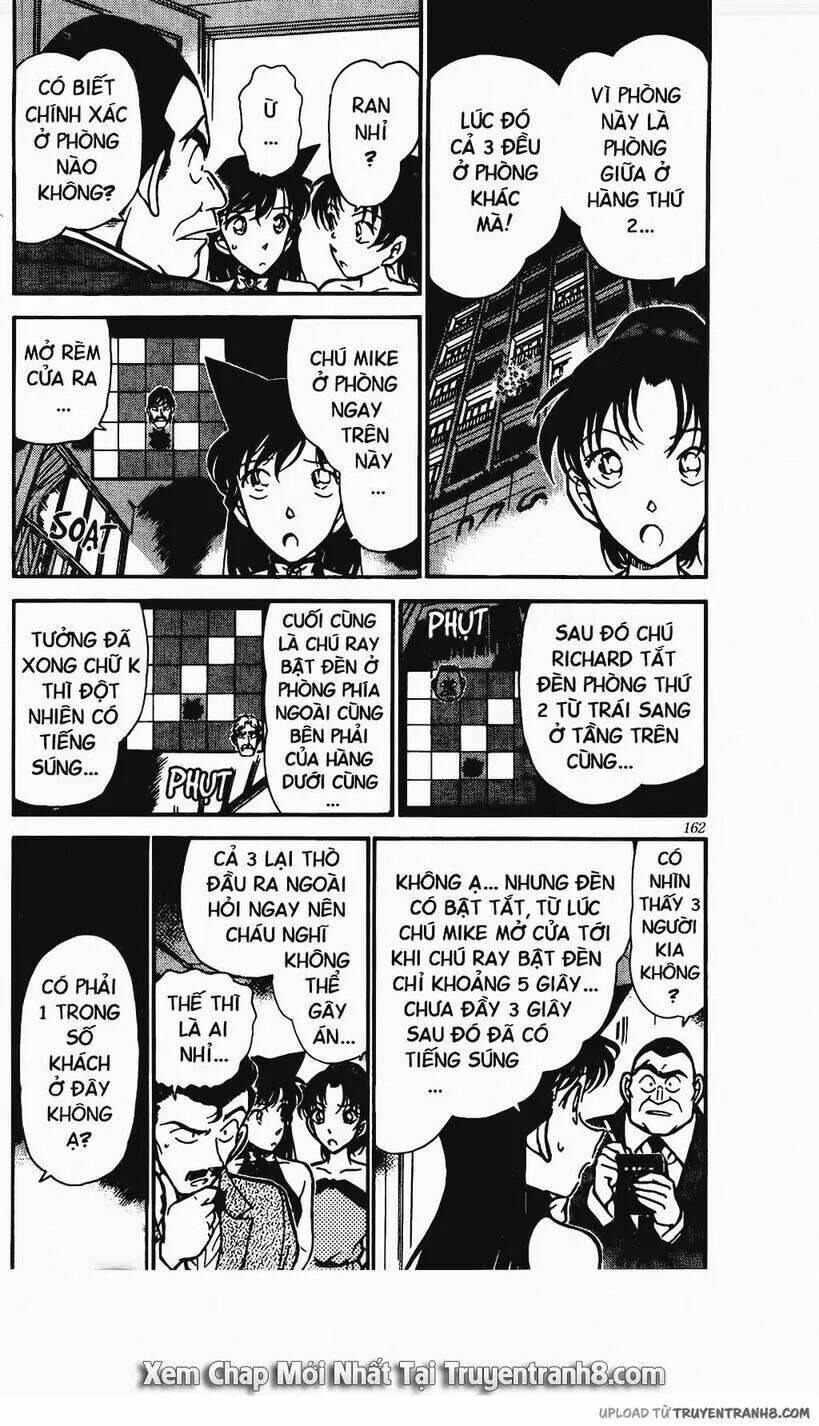 VÌ PHÒNG
NÀY LÀ
PHÒNG
GIỮA Ở
HÀNG THỨ
2...
LÚC ĐÓ
CẢ 3 ĐỀU
Ở PHÒNG
KHÁC
MÀ!
RAN
NHỈ
?
Ừ
...
CÓ BIẾT
CHÍNH XÁC
Ở PHÒNG
NÀO
KHÔNG?
CHÚ MIKE
Ở PHÒNG
NGAY
TRÊN
NÀY
...
MỞ RÈM
CỬA RA
...
SOẠT
SAU ĐÓ CHÚ
RICHARD TẮT
ĐÈN PHÒNG THỨ
2 TỪ TRÁI SANG
Ở TẦNG TRÊN
CÙNG...
PHỤT
CUỐI CÙNG
LÀ CHÚ RAY
BẬT ĐÈN Ở
PHÒNG PHÍA
NGOÀI CÙNG
BÊN PHẢI
CỦA HÀNG
DƯỚI CÙNG
...
PHỤT
TƯỞNG ĐÃ
XONG CHỮ K
THÌ ĐỘT
NHIÊN CÓ
TIẾNG
SÚNG...
162
CÓ
NHÌN
THẤY 3
NGƯỜI
KIA
KHÔNG
?
KHÔNG Ạ... NHƯNG ĐÈN
CÓ BẬT TẮT, TỪ LÚC
CHÚ MIKE MỞ CỬA TỚI
KHI CHÚ RAY BẬT ĐÈN
CHỈ KHOẢNG 5 GIÂY...
CHƯA ĐẦY 3 GIÂY
SAU ĐÓ ĐÃ CÓ
TIẾNG SÚNG
...
CẢ 3 LẠI THÒ
ĐẦU RA NGOÀI
HỎI NGAY NÊN
CHÁU NGHĨ
KHÔNG
THỂ
GÂY
ÁN...
THẾ THÌ
LÀ AI
NHỈ...
CÓ PHẢI
1 TRONG
SỐ
KHÁCH
Ở ĐÂY
KHÔNG
Ạ?
Xem Chap Mới Nhất Tại Truyentranh8.com
UPLOAD TỪ TRUYENTRANH8.COM